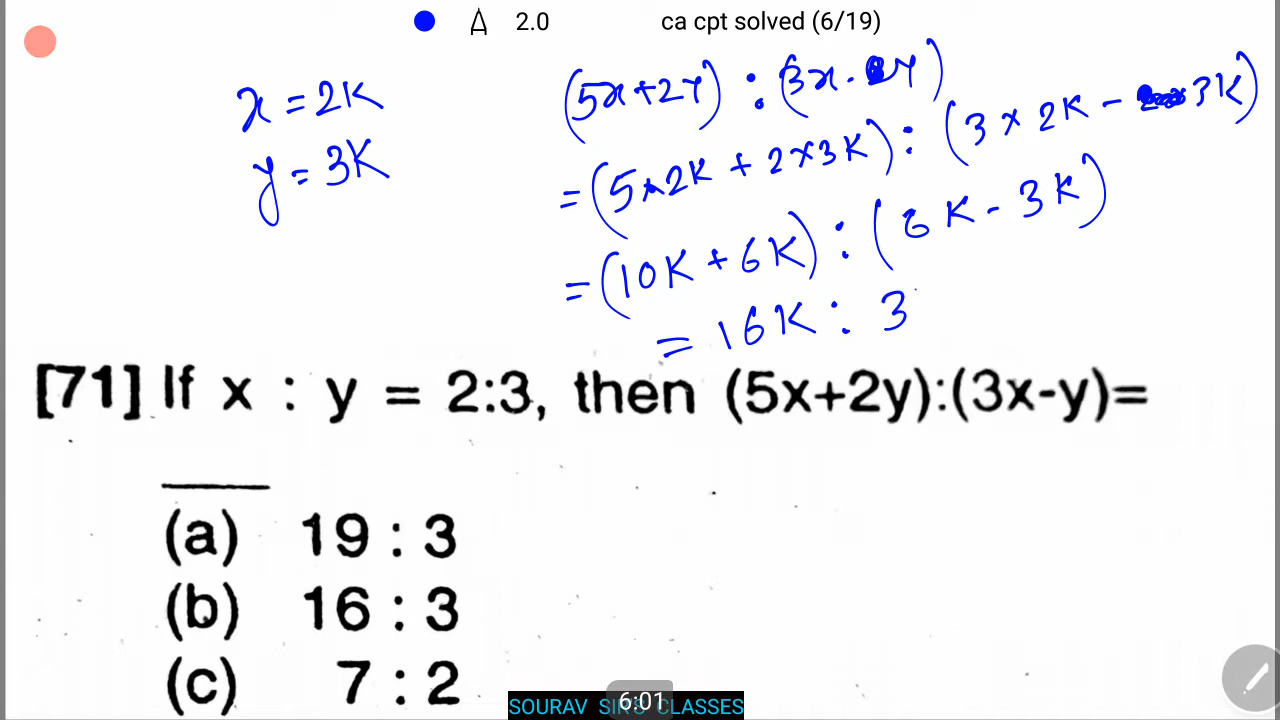 A 2.0 ca cpt solved (6/19)
x = 2K
y = 3K
(5x+2y) : (3x - y)
= (5×2K + 2×3K) : (3 × 2K - 3K)
= (10K + 6K) : (6K - 3K)
= 16K : 3
[71] If x : y = 2:3, then (5x+2y):(3x-y)=
(a) 19 : 3
(b) 16 : 3
(c) 7 : 2
6:01
SOURAV SIR'S CLASSES